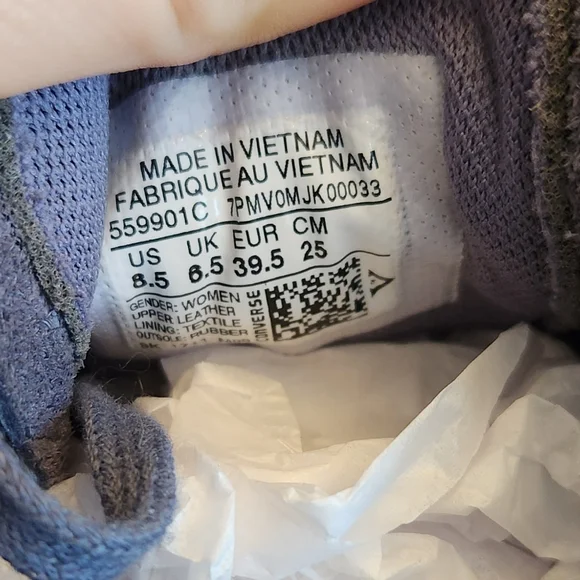 MADE IN VIETNAM
FABRIQUE AU VIETNAM
559901C 7PMV0MJK00033
US UK EUR CM
8.5 6.5 39.5 25
GENDER: WOMEN
UPPER LEATHER
LINING: TEXTILE
OUTSOLE: RUBBER
CONVERSE